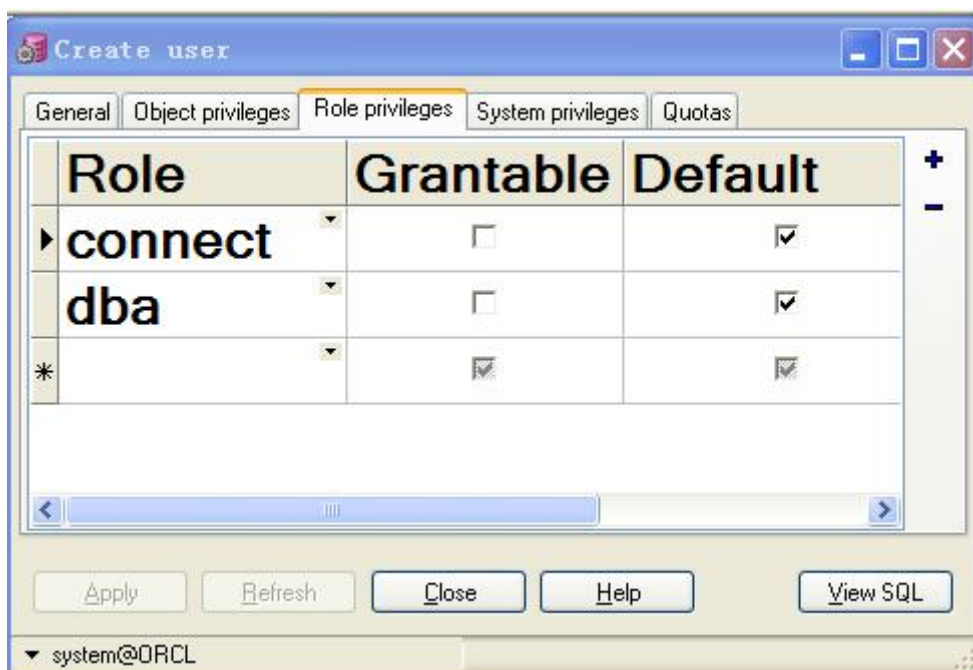 Create user
General Object privileges Role privileges System privileges Quotas
Role Grantable Default
connect
dba
Apply Refresh Close Help View SQL
system@ORCL